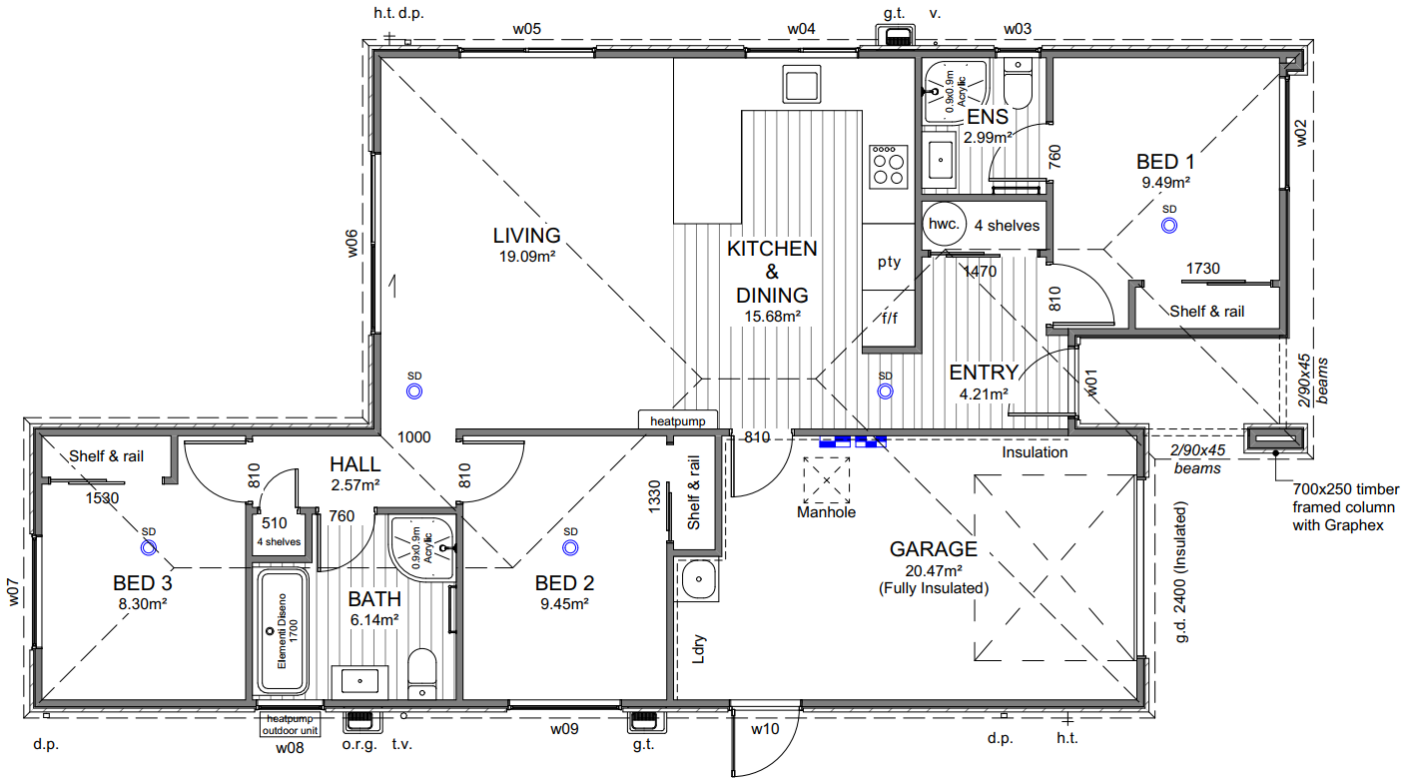 h.t. d.p.
w05
w04
g.t.
v.
w03
0.9x0.9m
Acrylic
ENS
2.99m²
760
BED 1
9.49m²
SD
w02
w06
LIVING
19.09m²
KITCHEN
&
DINING
15.68m²
hwc.
4 shelves
pty
1470
f/f
810
1730
Shelf & rail
SD
SD
ENTRY
4.21m²
w01
2/90x45
beams
heatpump
1000
810
Shelf & rail
1530
810
HALL
2.57m²
810
1330
Shelf & rail
Insulation
2/90x45
beams
Manhole
700x250 timber
framed column
with Graphex
510
4 shelves
760
0.9x0.9m
Acrylic
SD
SD
GARAGE
20.47m²
(Fully Insulated)
g.d. 2400 (Insulated)
w07
BED 3
8.30m²
Elementi Diseno
1700
BATH
6.14m²
BED 2
9.45m²
Ldry
heatpump
outdoor unit
d.p.
w08
o.r.g.
t.v.
w09
g.t.
w10
d.p.
h.t.